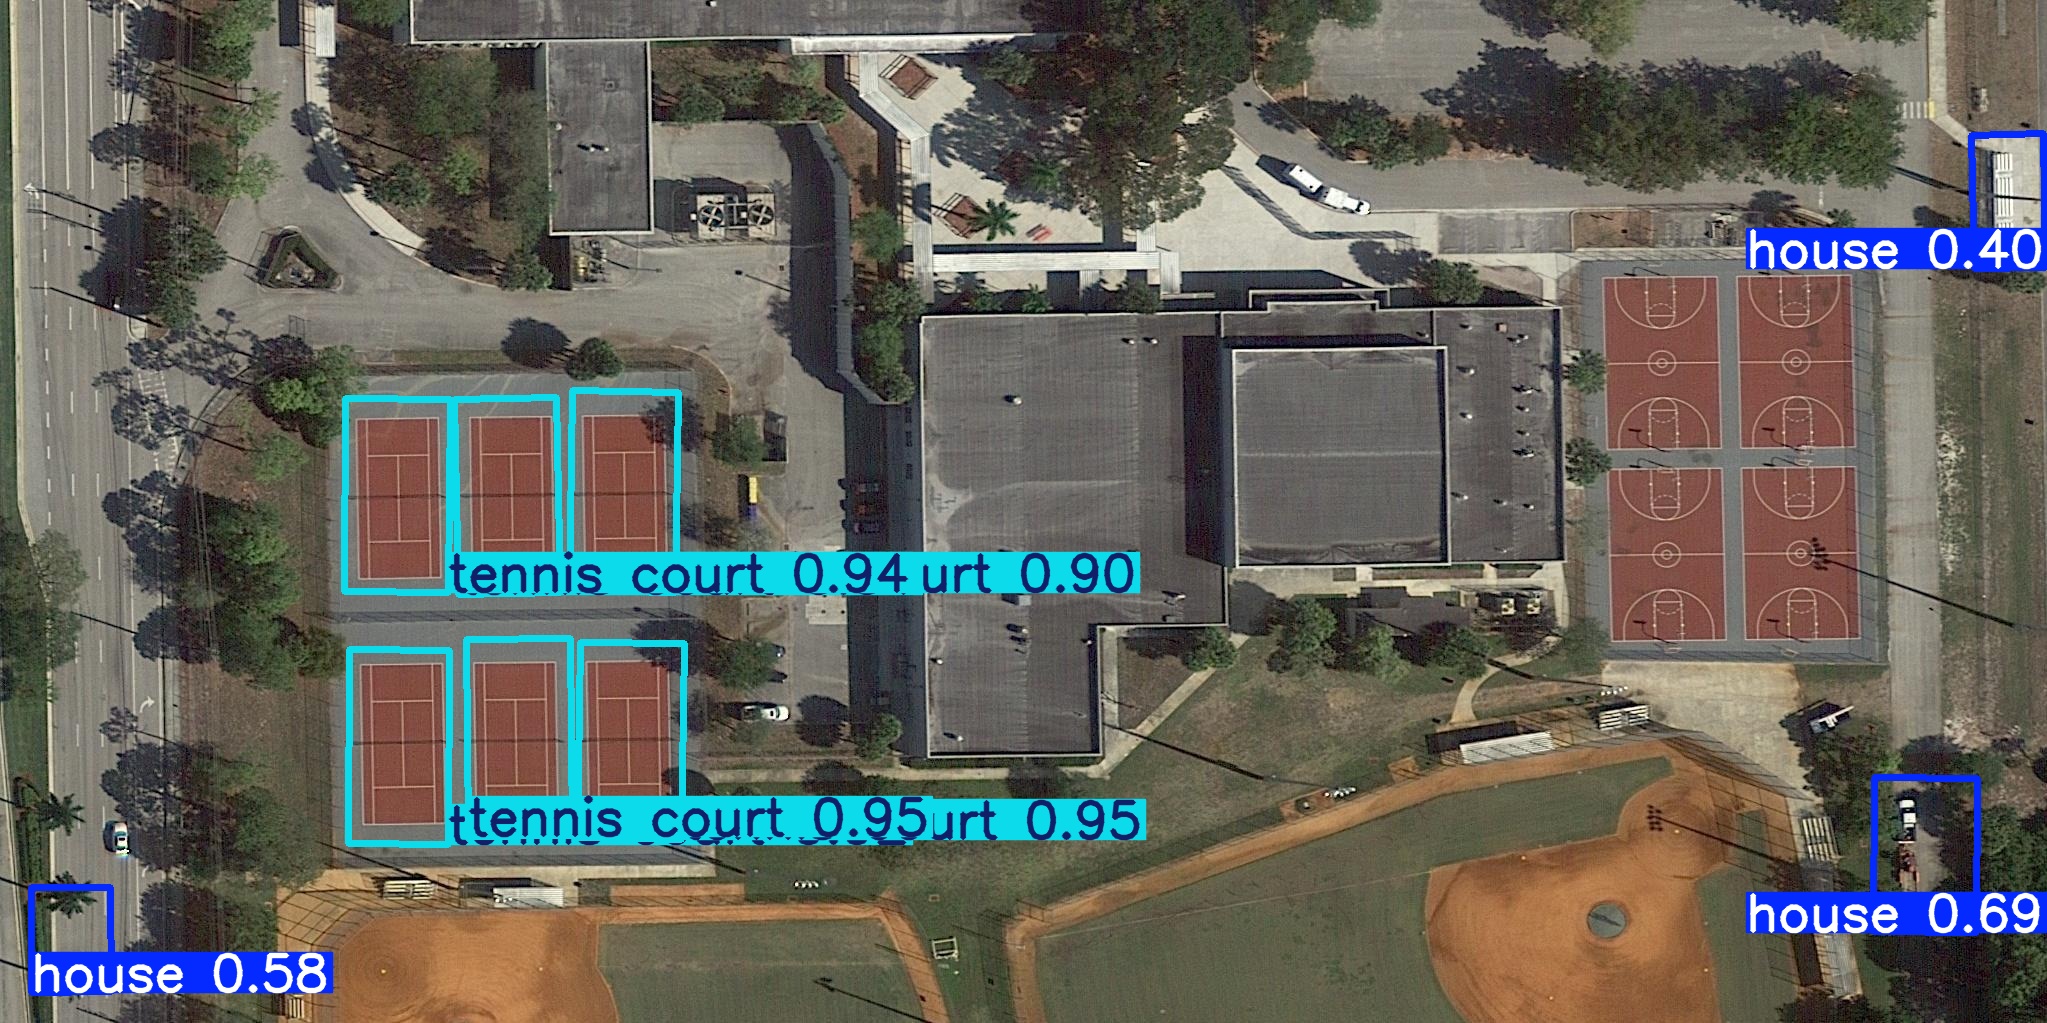 house 0.40
tennis court 0.94 urt 0.90
ttennis court 0.95 urt 0.95
house 0.69
house 0.58